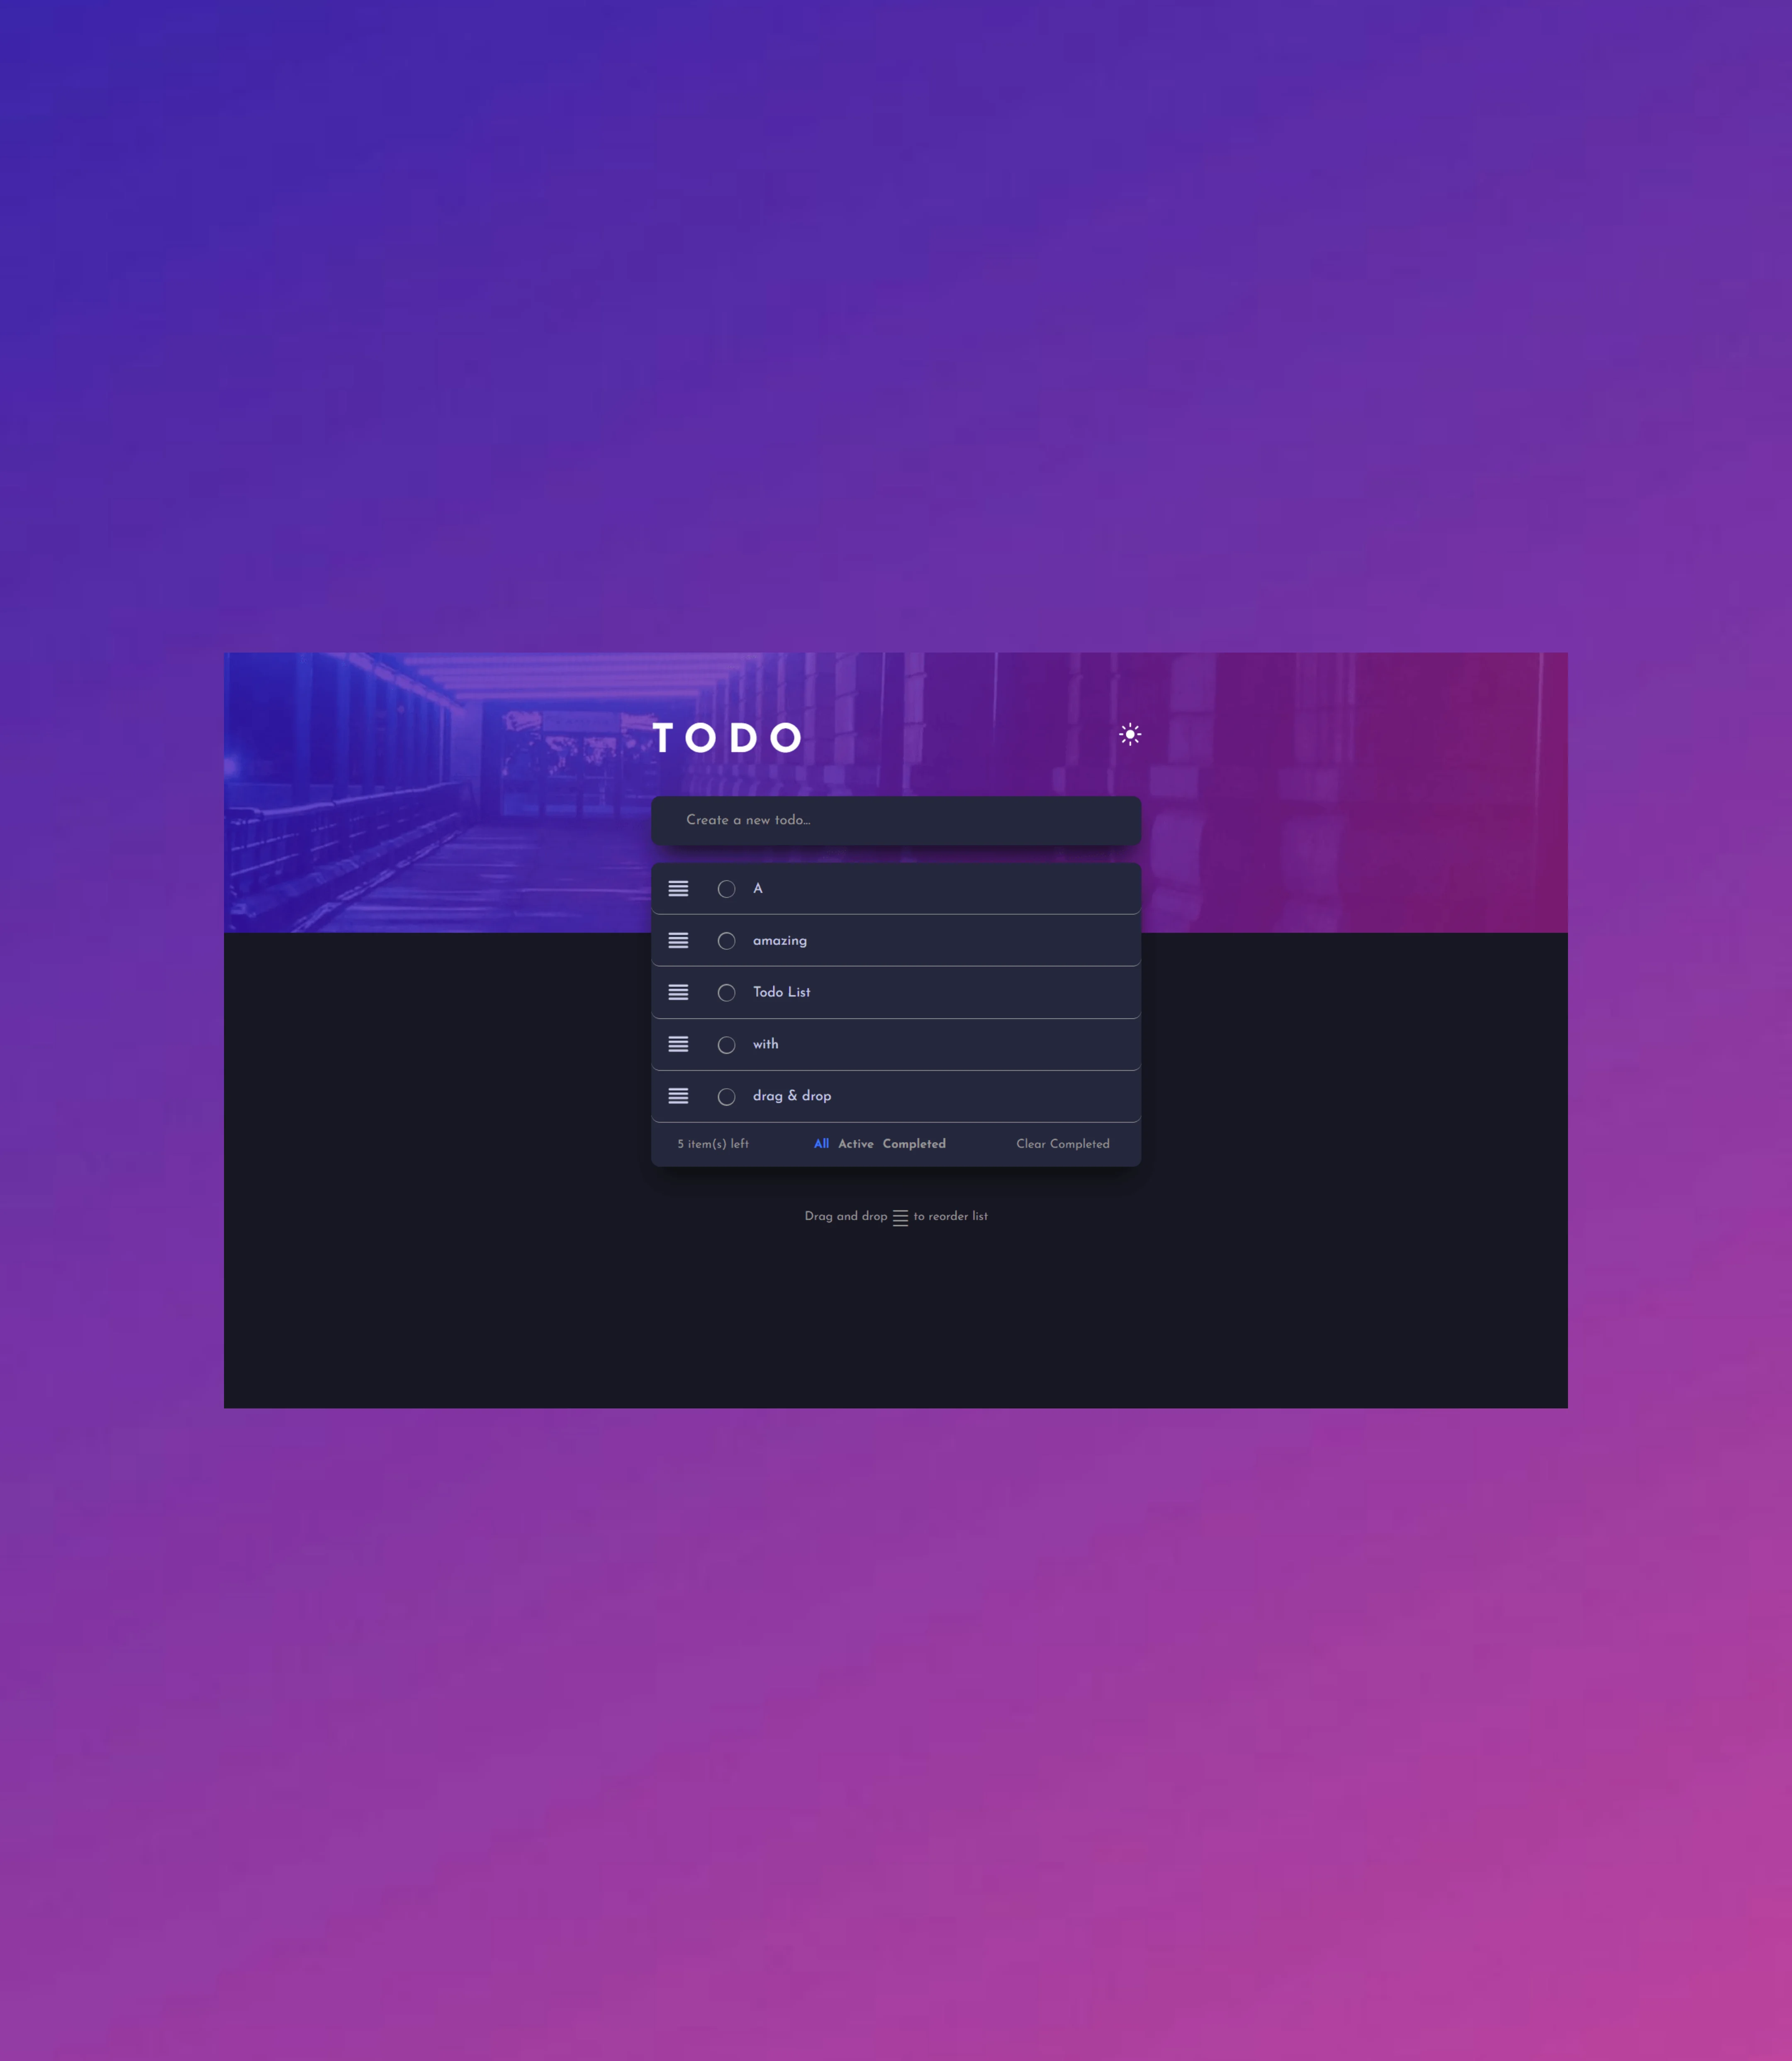 TODO
Create a new todo...
A
amazing
Todo List
with
drag & drop
5 item(s) left All Active Completed Clear Completed
Drag and drop to reorder list